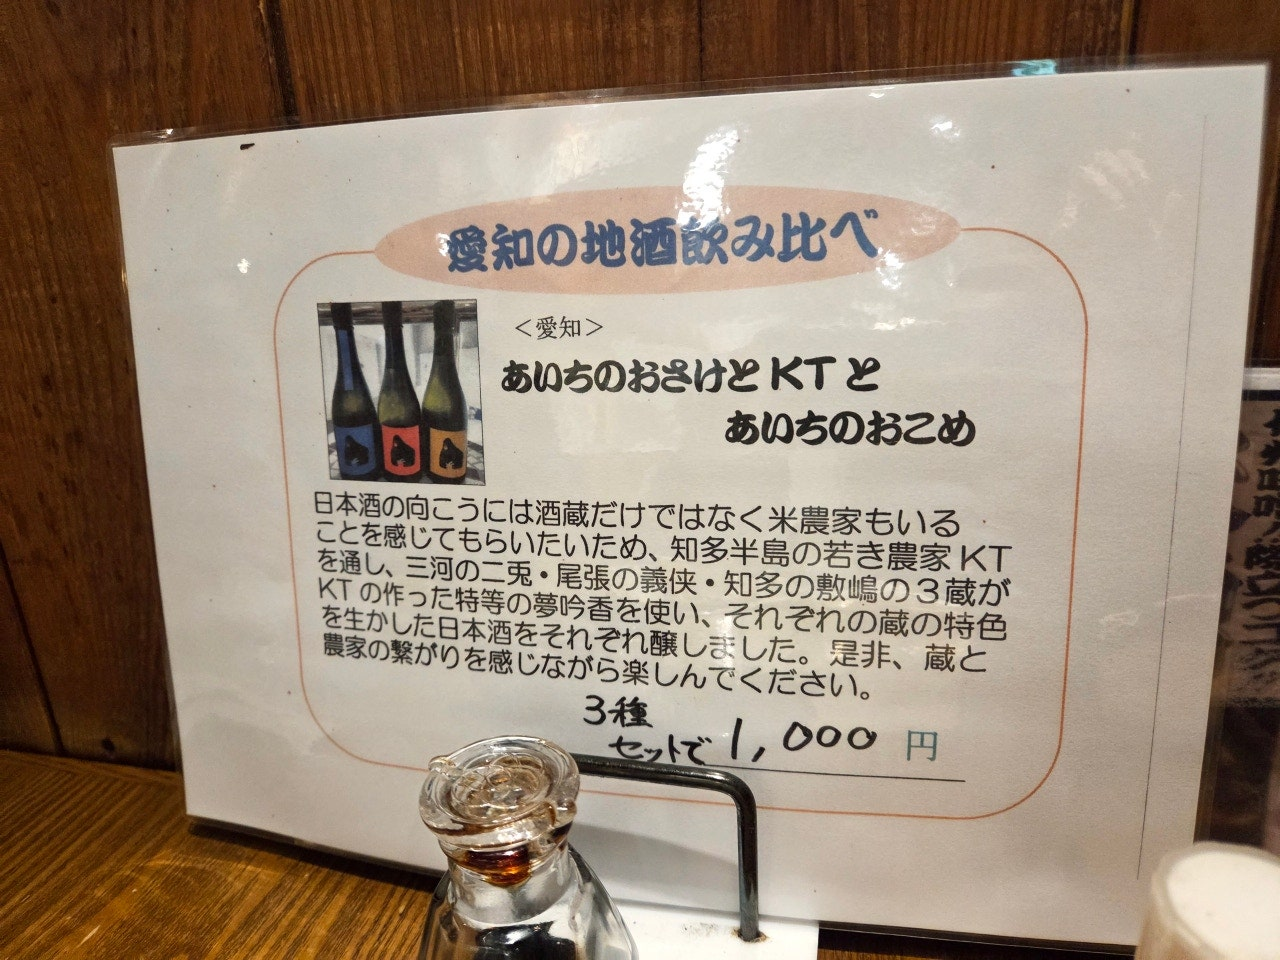 愛知の地酒飲み比べ
＜愛知＞
あいちのおさけとKTと
あいちのおこめ
日本酒の向こうには酒蔵だけではなく米農家もいる
ことを感じてもらいたいため、知多半島の若き農家KT
を通し、三河の二兎・尾張の義侠・知多の敷嶋の３蔵が
KTの作った特等の夢吟香を使い、それぞれの蔵の特色
を生かした日本酒をそれぞれ醸しました。是非、蔵と
農家の繋がりを感じながら楽しんでください。
3種
セットで 1,000 円